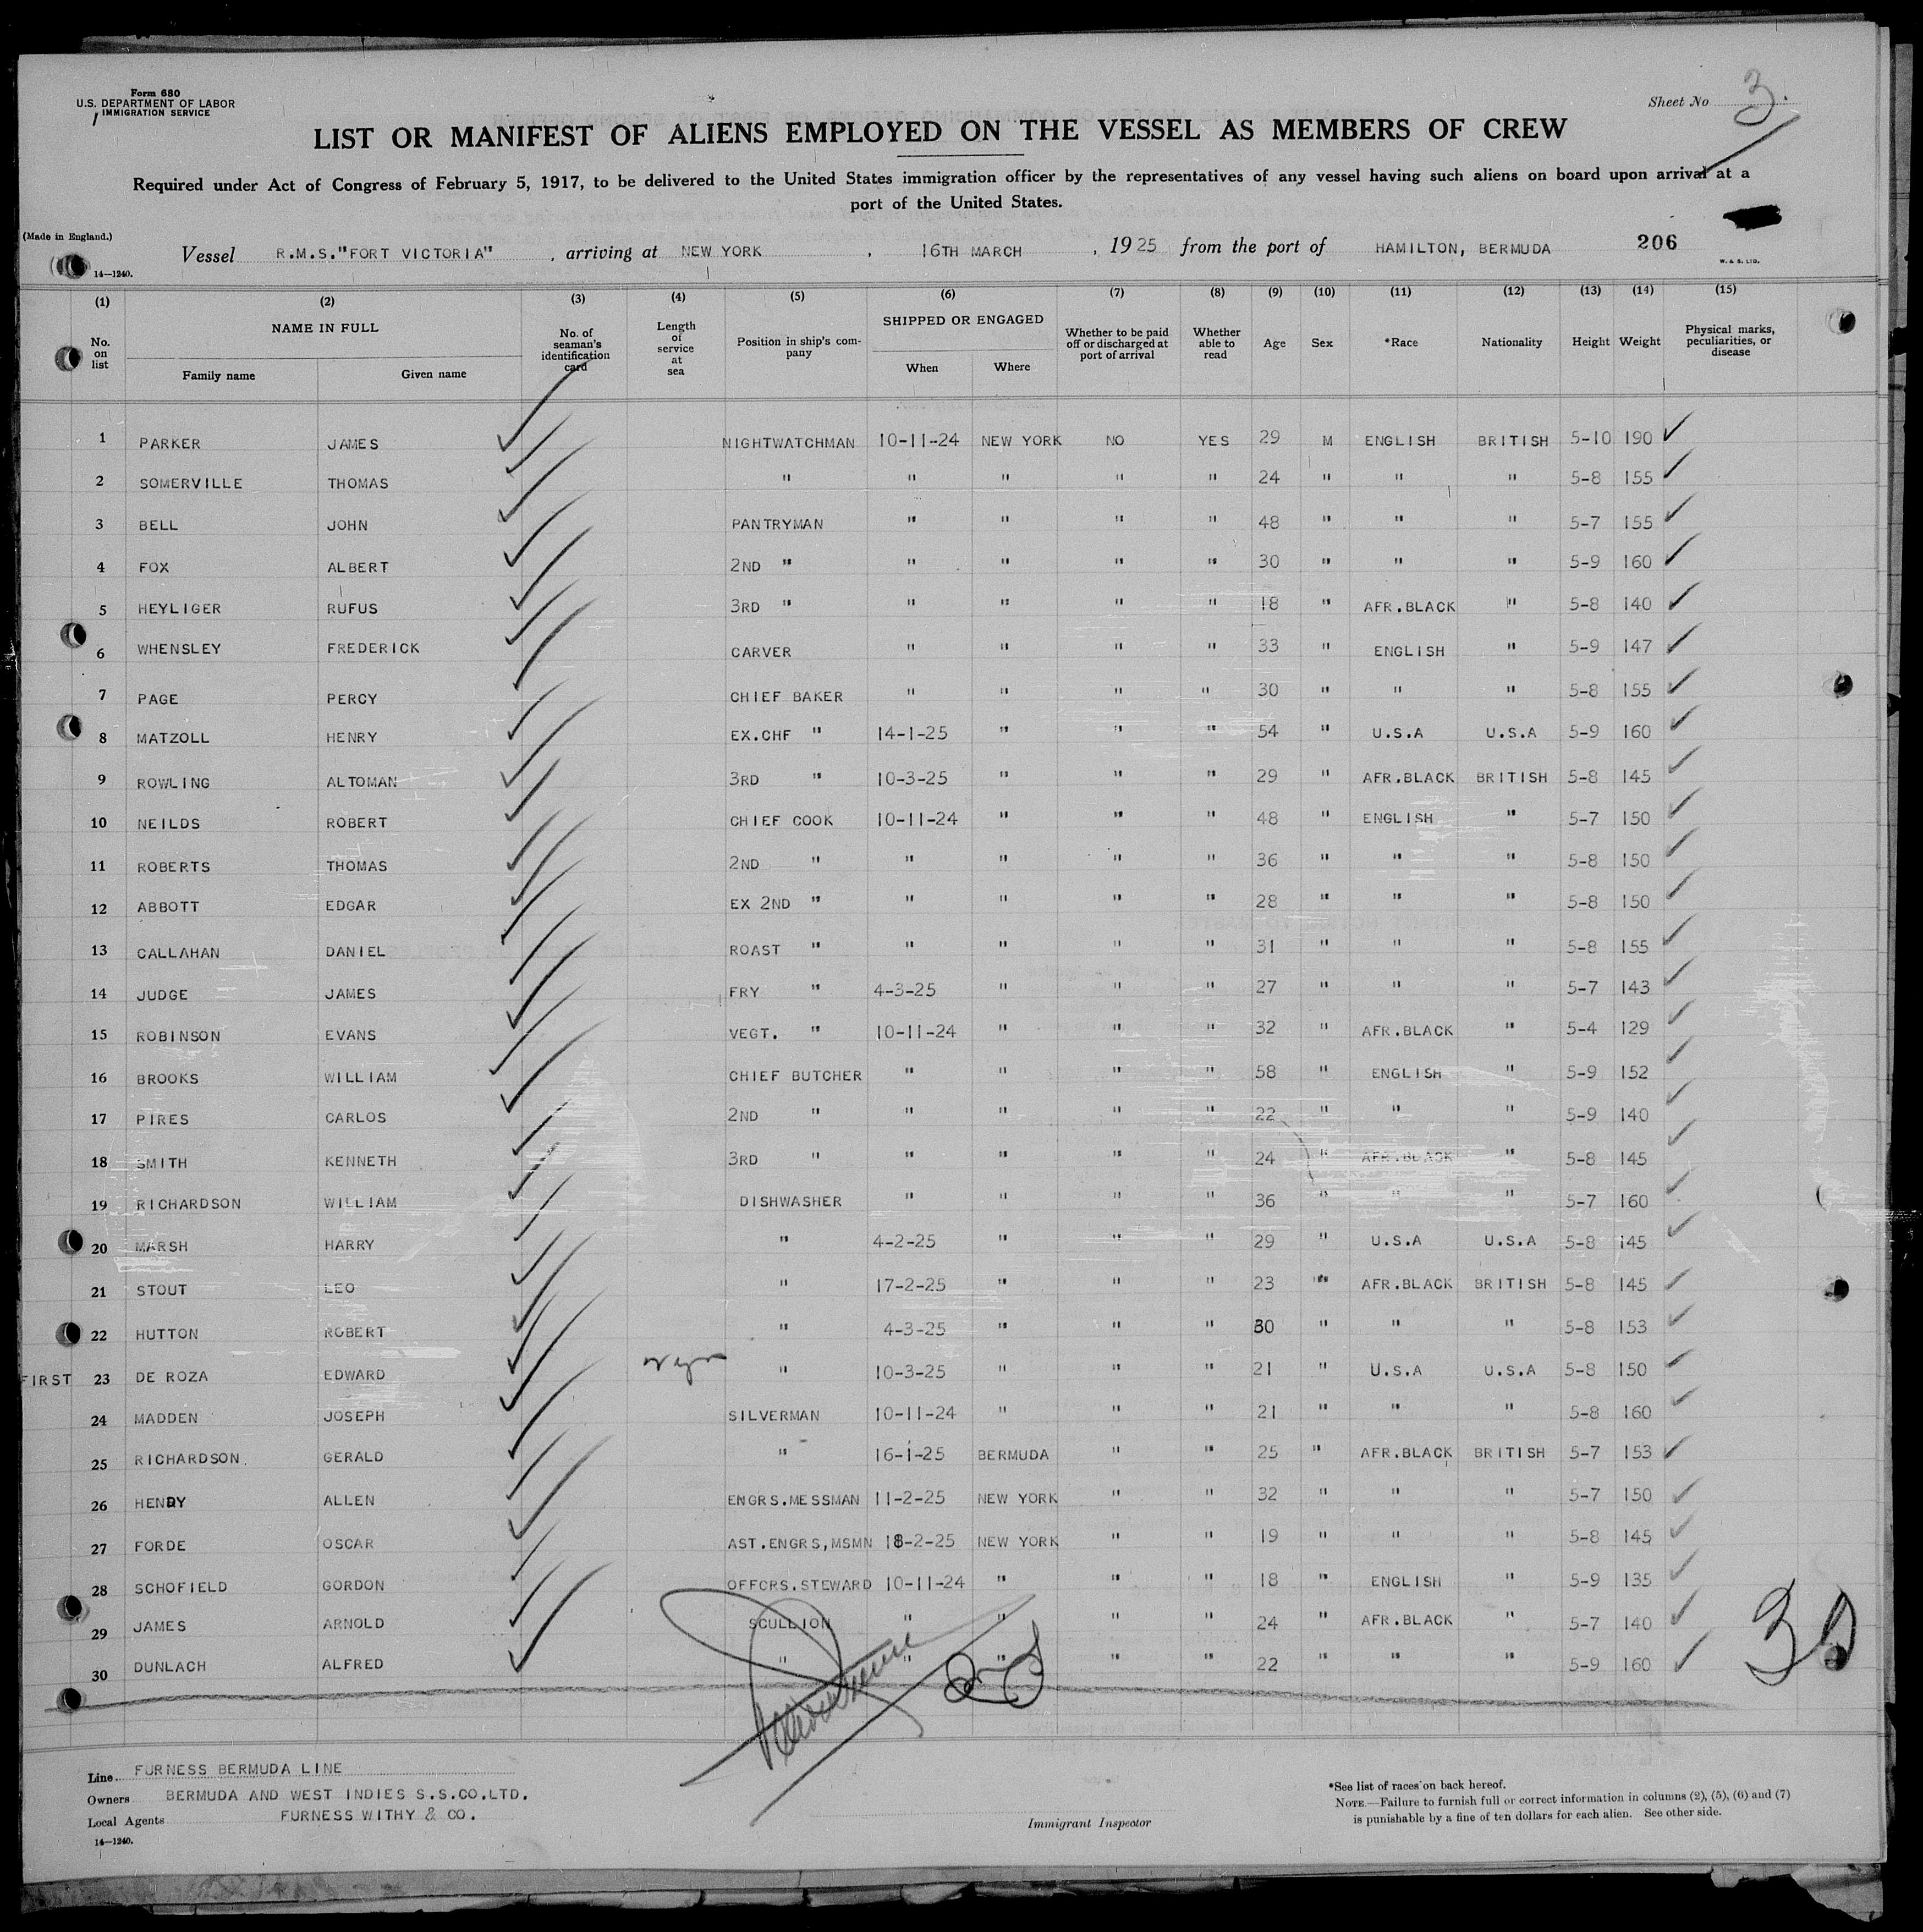 Form 680
U.S. DEPARTMENT OF LABOR
IMMIGRATION SERVICE
Sheet No 3.
LIST OR MANIFEST OF ALIENS EMPLOYED ON THE VESSEL AS MEMBERS OF CREW
Required under Act of Congress of February 5, 1917, to be delivered to the United States immigration officer by the representatives of any vessel having such aliens on board upon arrival at a
port of the United States.
(Made in England.)
Vessel R.M.S."FORT VICTORIA" , arriving at NEW YORK , 16TH MARCH , 1925 from the port of HAMILTON, BERMUDA 206
14—1240.
W. & S. LTD.
(1) (2) (3) (4) (5) (6) (7) (8) (9) (10) (11) (12) (13) (14) (15)
No. on list NAME IN FULL Family name Given name No. of seaman's identification card Length of service at sea Position in ship's company SHIPPED OR ENGAGED When Where Whether to be paid off or discharged at port of arrival Whether able to read Age Sex *Race Nationality Height Weight Physical marks, peculiarities, or disease
1 PARKER JAMES NIGHTWATCHMAN 10-11-24 NEW YORK NO YES 29 M ENGLISH BRITISH 5-10 190
2 SOMERVILLE THOMAS " " " " " 24 " " " 5-8 155
3 BELL JOHN PANTRYMAN " " " " 48 " " " 5-7 155
4 FOX ALBERT 2ND " " " " " 30 " " " 5-9 160
5 HEYLIGER RUFUS 3RD " " " " " 18 " AFR.BLACK " 5-8 140
6 WHENSLEY FREDERICK CARVER " " " " 33 " ENGLISH " 5-9 147
7 PAGE PERCY CHIEF BAKER " " " " 30 " " " 5-8 155
8 MATZOLL HENRY EX.CHF " 14-1-25 " " " 54 " U.S.A U.S.A 5-9 160
9 ROWLING ALTOMAN 3RD " 10-3-25 " " " 29 " AFR.BLACK BRITISH 5-8 145
10 NEILDS ROBERT CHIEF COOK 10-11-24 " " " 48 " ENGLISH " 5-7 150
11 ROBERTS THOMAS 2ND " " " " " 36 " " " 5-8 150
12 ABBOTT EDGAR EX 2ND " " " " " 28 " " " 5-8 150
13 CALLAHAN DANIEL ROAST " " " " " 31 " " " 5-8 155
14 JUDGE JAMES FRY " 4-3-25 " " " 27 " " " 5-7 143
15 ROBINSON EVANS VEGT. " 10-11-24 " " " 32 " AFR.BLACK " 5-4 129
16 BROOKS WILLIAM CHIEF BUTCHER " " " " 58 " ENGLISH " 5-9 152
17 PIRES CARLOS 2ND " " " " " 22 " " " 5-9 140
18 SMITH KENNETH 3RD " " " " " 24 " AFR.BLACK " 5-8 145
19 RICHARDSON WILLIAM DISHWASHER " " " " 36 " " " 5-7 160
20 MARSH HARRY " 4-2-25 " " " 29 " U.S.A U.S.A 5-8 145
21 STOUT LEO " 17-2-25 " " " 23 " AFR.BLACK BRITISH 5-8 145
22 HUTTON ROBERT " 4-3-25 " " " 30 " " " 5-8 153
FIRST 23 DE ROZA EDWARD " 10-3-25 " " " 21 " U.S.A U.S.A 5-8 150
24 MADDEN JOSEPH SILVERMAN 10-11-24 " " " 21 " " " 5-8 160
25 RICHARDSON. GERALD " 16-1-25 BERMUDA " " 25 " AFR.BLACK BRITISH 5-7 153
26 HENRY ALLEN ENGRS.MESSMAN 11-2-25 NEW YORK " " 32 " " " 5-7 150
27 FORDE OSCAR AST.ENGRS,MSMN 18-2-25 NEW YORK " " 19 " " " 5-8 145
28 SCHOFIELD GORDON OFFCRS.STEWARD 10-11-24 " " " 18 " ENGLISH " 5-9 135
29 JAMES ARNOLD SCULLION " " " " 24 " AFR.BLACK " 5-7 140
30 DUNLACH ALFRED " " " " " 22 " " " 5-9 160
30
Line FURNESS BERMUDA LINE
Owners BERMUDA AND WEST INDIES S.S.CO.LTD.
Local Agents FURNESS WITHY & CO.
14—1240.
Immigrant Inspector
*See list of races on back hereof.
NOTE.—Failure to furnish full or correct information in columns (2), (5), (6) and (7)
is punishable by a fine of ten dollars for each alien. See other side.